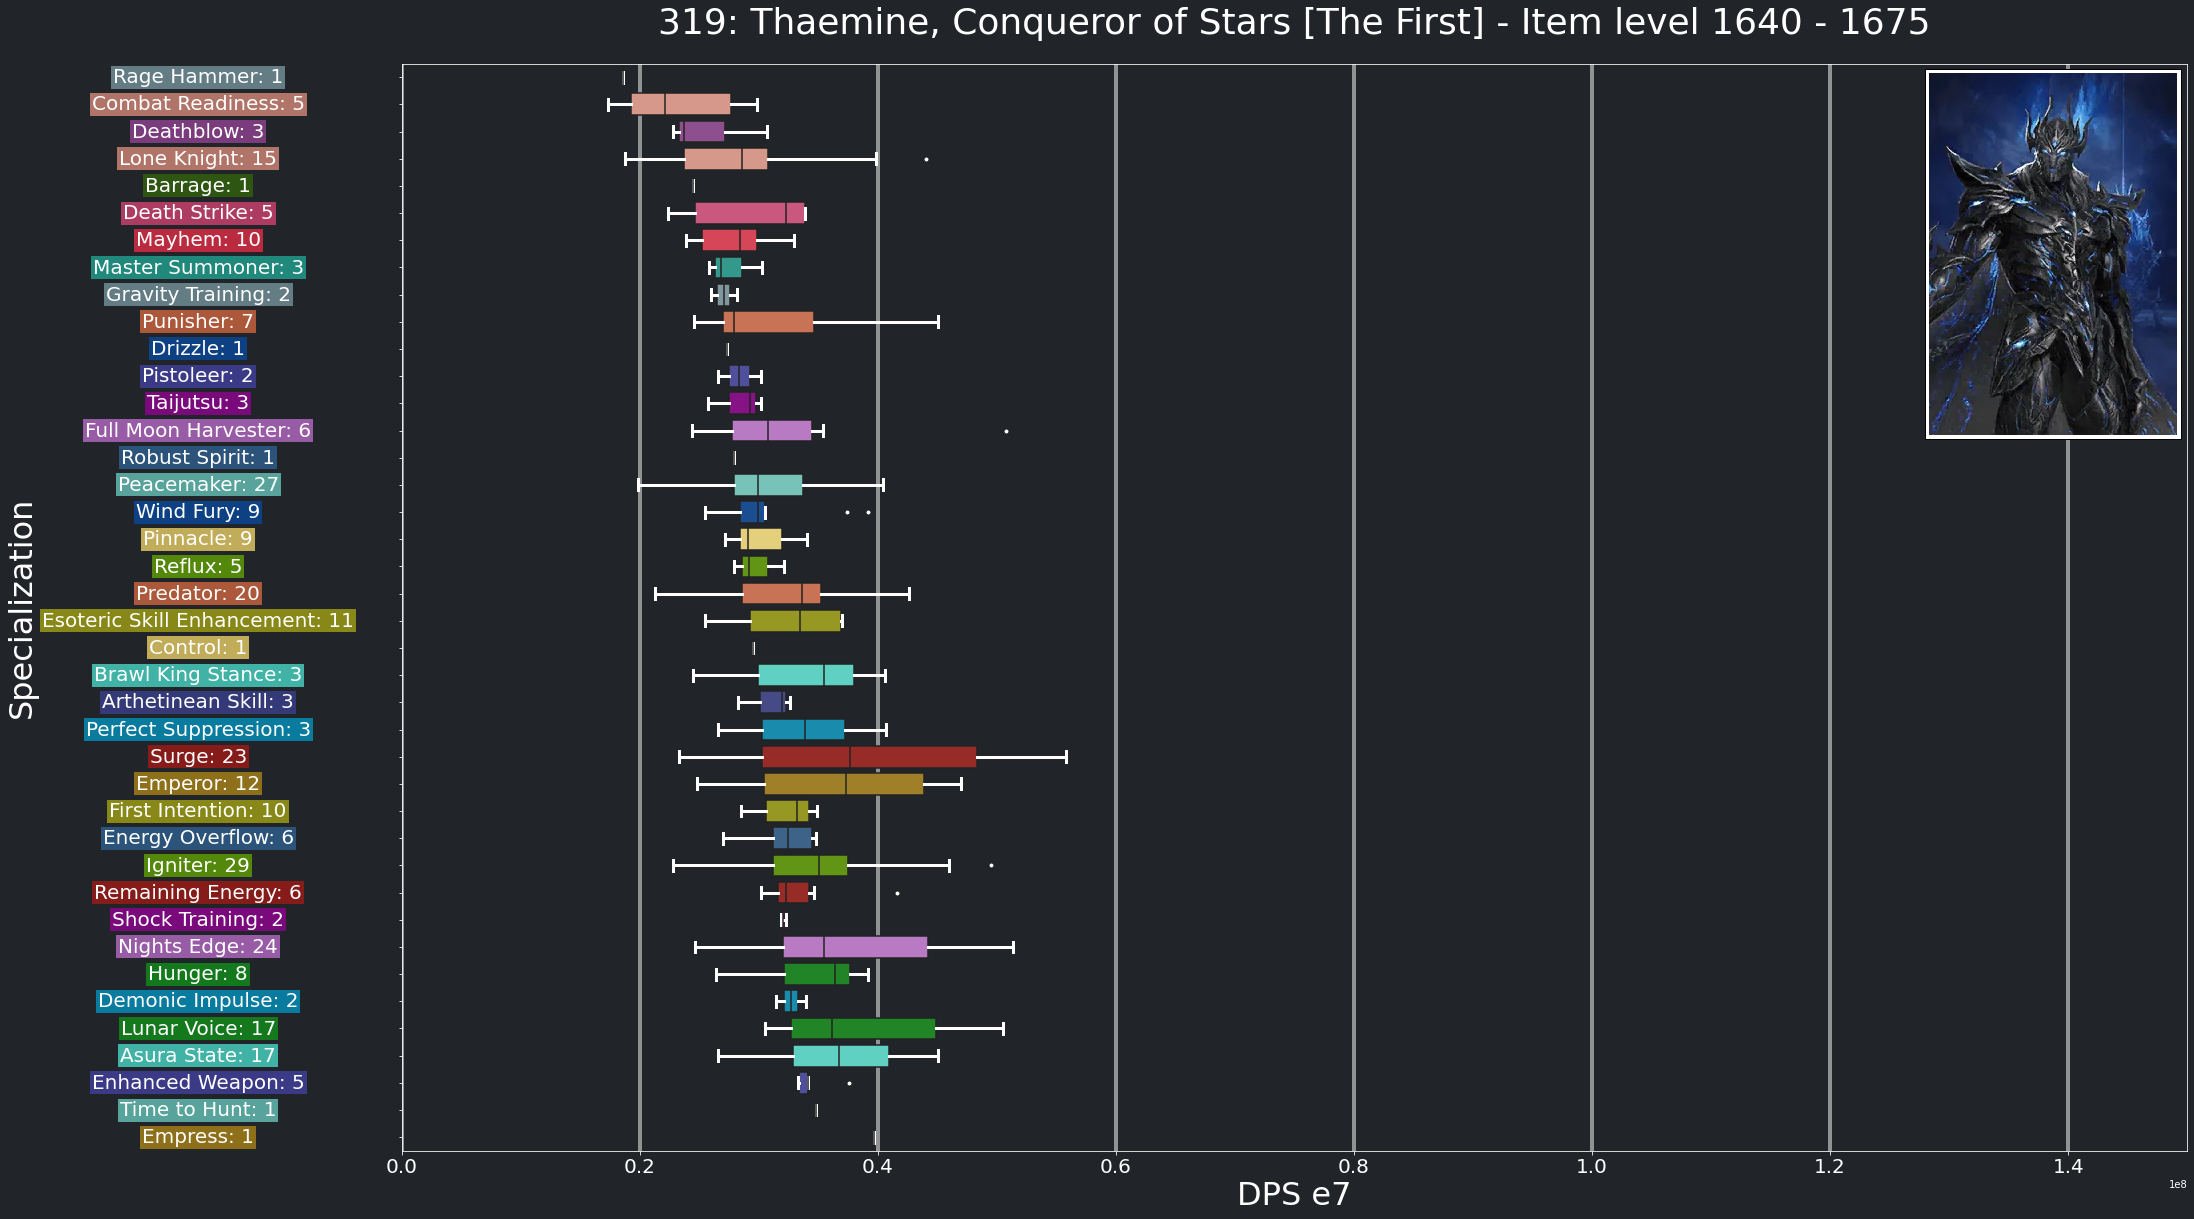 319: Thaemine, Conqueror of Stars [The First] - Item level 1640 - 1675
Rage Hammer: 1
Combat Readiness: 5
Deathblow: 3
Lone Knight: 15
Barrage: 1
Death Strike: 5
Mayhem: 10
Master Summoner: 3
Gravity Training: 2
Punisher: 7
Drizzle: 1
Pistoleer: 2
Taijutsu: 3
Full Moon Harvester: 6
Robust Spirit: 1
Peacemaker: 27
Wind Fury: 9
Pinnacle: 9
Reflux: 5
Predator: 20
Esoteric Skill Enhancement: 11
Control: 1
Brawl King Stance: 3
Arthetinean Skill: 3
Perfect Suppression: 3
Surge: 23
Emperor: 12
First Intention: 10
Energy Overflow: 6
Igniter: 29
Remaining Energy: 6
Shock Training: 2
Nights Edge: 24
Hunger: 8
Demonic Impulse: 2
Lunar Voice: 17
Asura State: 17
Enhanced Weapon: 5
Time to Hunt: 1
Empress: 1
Specialization
0.0 0.2 0.4 0.6 0.8 1.0 1.2 1.4
DPS e7
1e8